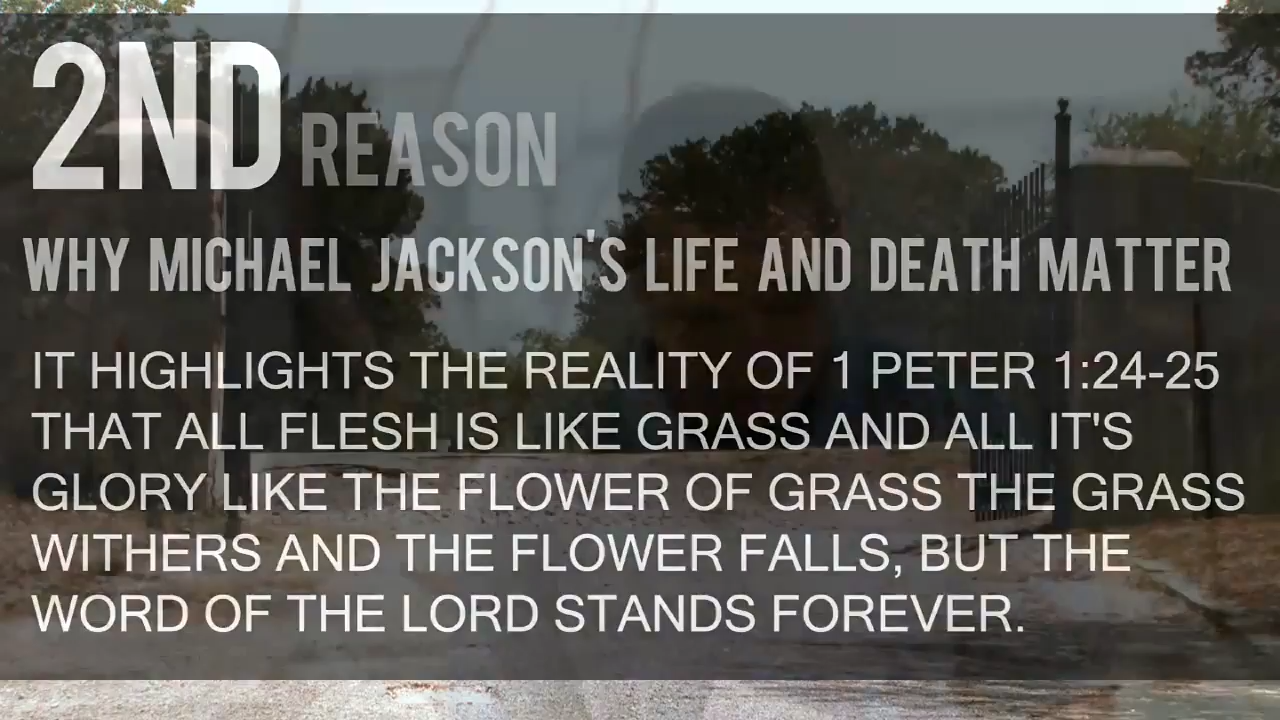 2ND REASON
WHY MICHAEL JACKSON'S LIFE AND DEATH MATTER
IT HIGHLIGHTS THE REALITY OF 1 PETER 1:24-25
THAT ALL FLESH IS LIKE GRASS AND ALL IT'S
GLORY LIKE THE FLOWER OF GRASS THE GRASS
WITHERS AND THE FLOWER FALLS, BUT THE
WORD OF THE LORD STANDS FOREVER.